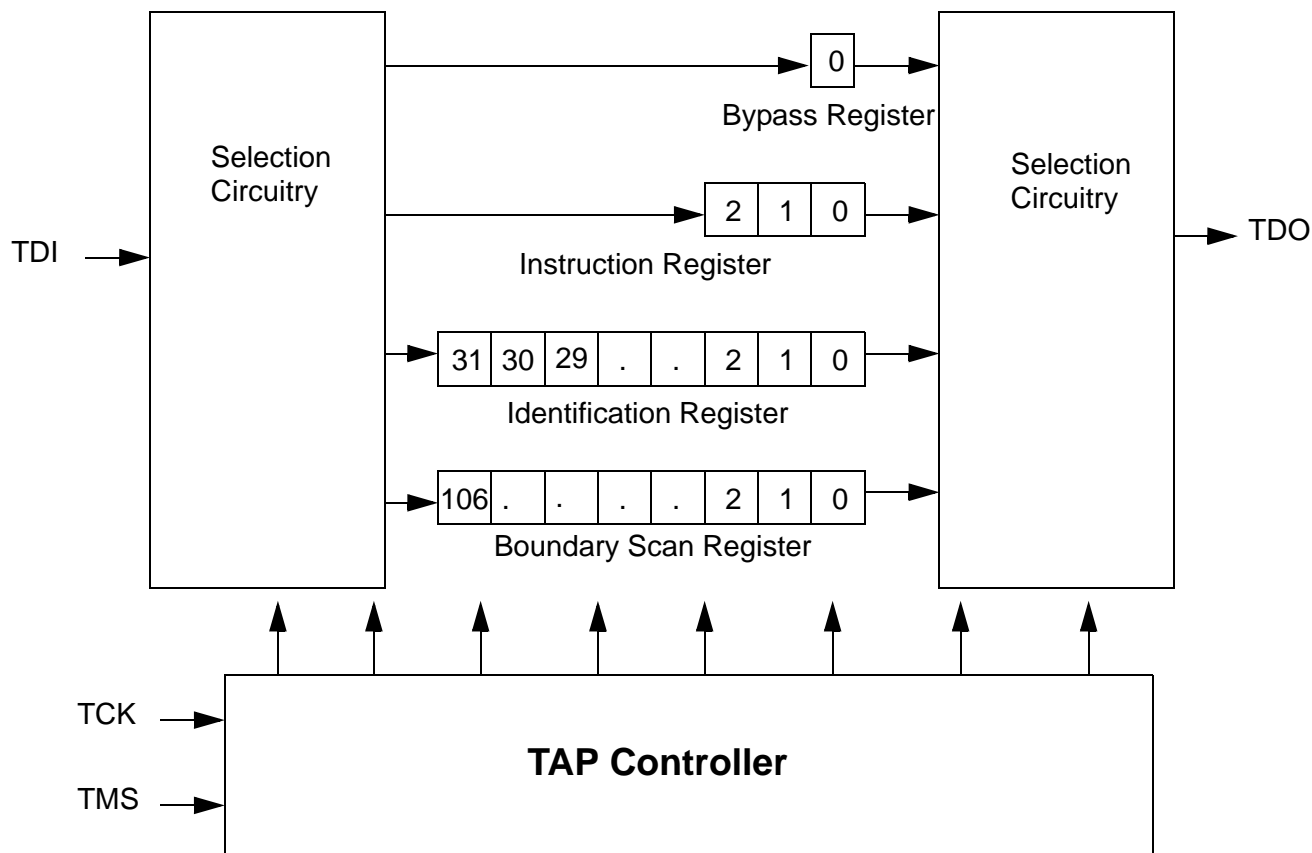 0
Bypass Register
Selection
Circuitry
Selection
Circuitry
2 1 0
TDI
TDO
Instruction Register
31 30 29 . . 2 1 0
Identification Register
106 . . . . 2 1 0
Boundary Scan Register
TCK
TAP Controller
TMS